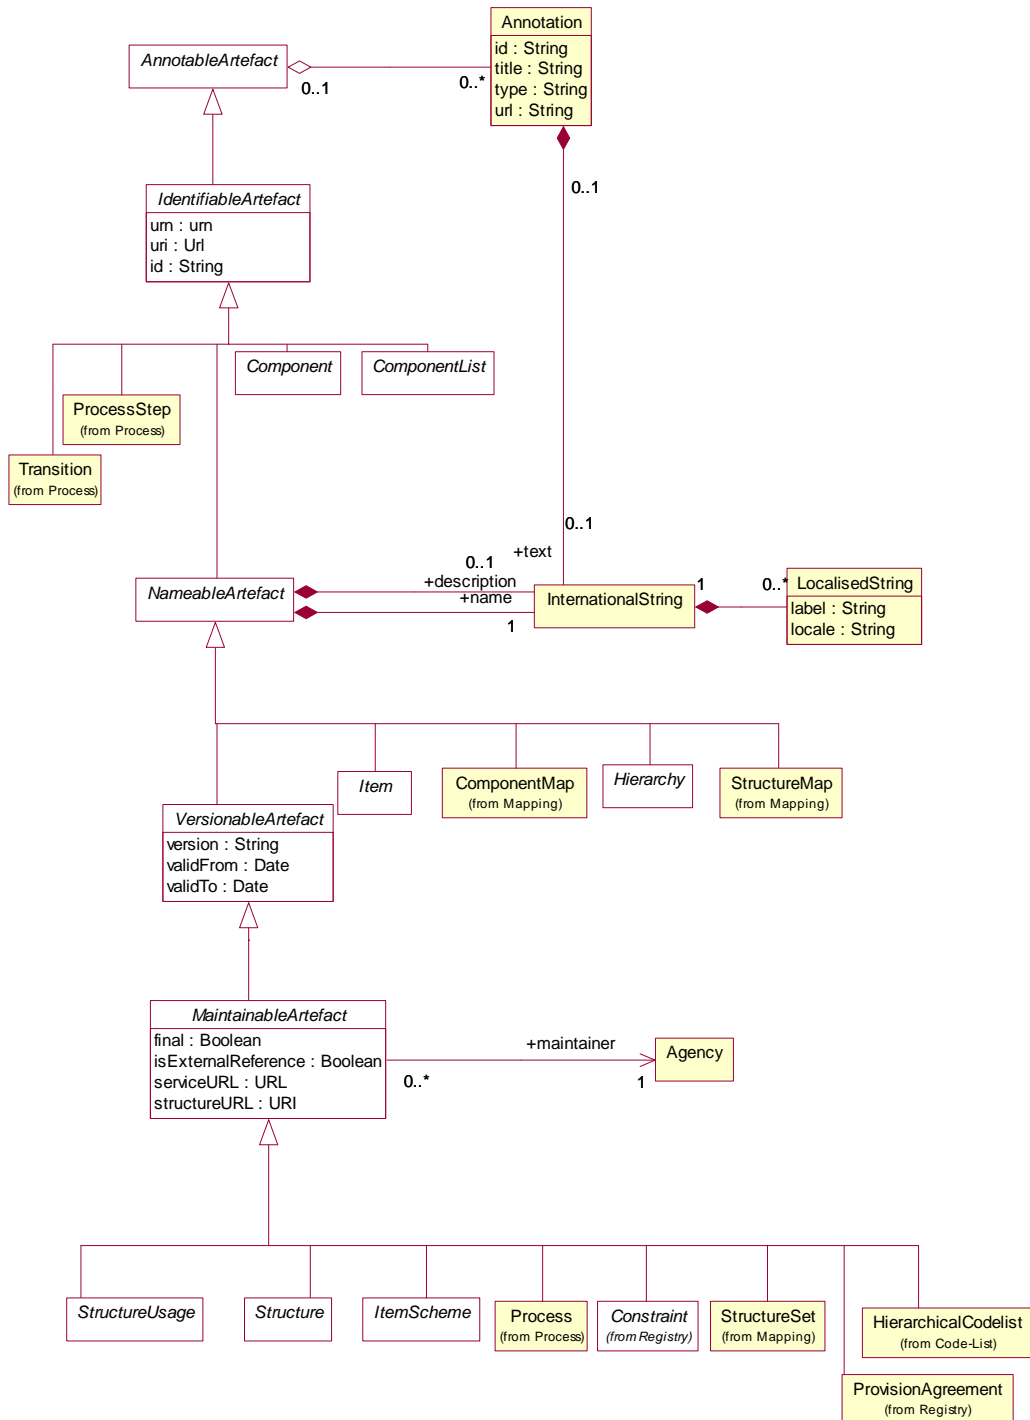 Annotation
id : String
title : String
type : String
url : String
AnnotableArtefact
0..1
0..*
0..1
IdentifiableArtefact
urn : urn
uri : Url
id : String
Component
ComponentList
ProcessStep
(from Process)
Transition
(from Process)
0..1
+text
0..1
+description
+name
1
NameableArtefact
InternationalString
1
0..*
LocalisedString
label : String
locale : String
Item
ComponentMap
(from Mapping)
Hierarchy
StructureMap
(from Mapping)
VersionableArtefact
version : String
validFrom : Date
validTo : Date
MaintainableArtefact
final : Boolean
isExternalReference : Boolean
serviceURL : URL
structureURL : URI
+maintainer
0..*
1
Agency
StructureUsage
Structure
ItemScheme
Process
(from Process)
Constraint
(from Registry)
StructureSet
(from Mapping)
HierarchicalCodelist
(from Code-List)
ProvisionAgreement
(from Registry)